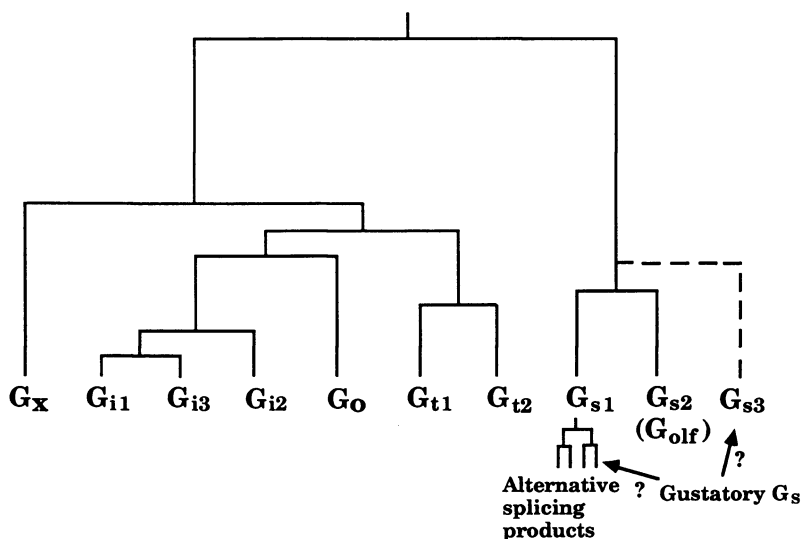 Gx Gi1 Gi3 Gi2 Go Gt1 Gt2 Gs1 Gs2 Gs3
(Golf)
?
Alternative ? Gustatory Gs
splicing
products